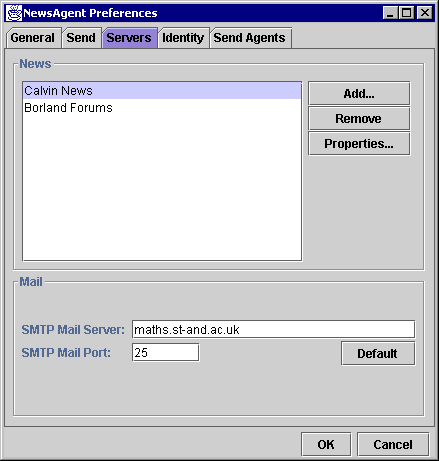 NewsAgent Preferences
General Send Servers Identity Send Agents
News
Calvin News
Borland Forums
Add...
Remove
Properties...
Mail
SMTP Mail Server: maths.st-and.ac.uk
SMTP Mail Port: 25
Default
OK Cancel